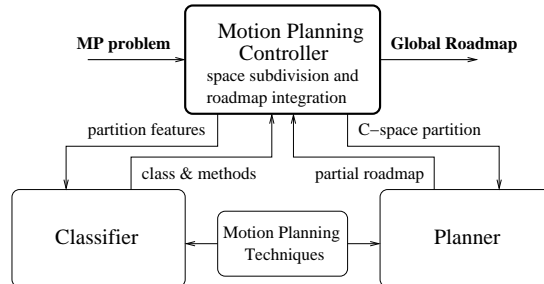 MP problem
Motion Planning
Controller
space subdivision and
roadmap integration
Global Roadmap
partition features
C-space partition
class & methods
partial roadmap
Classifier
Motion Planning
Techniques
Planner